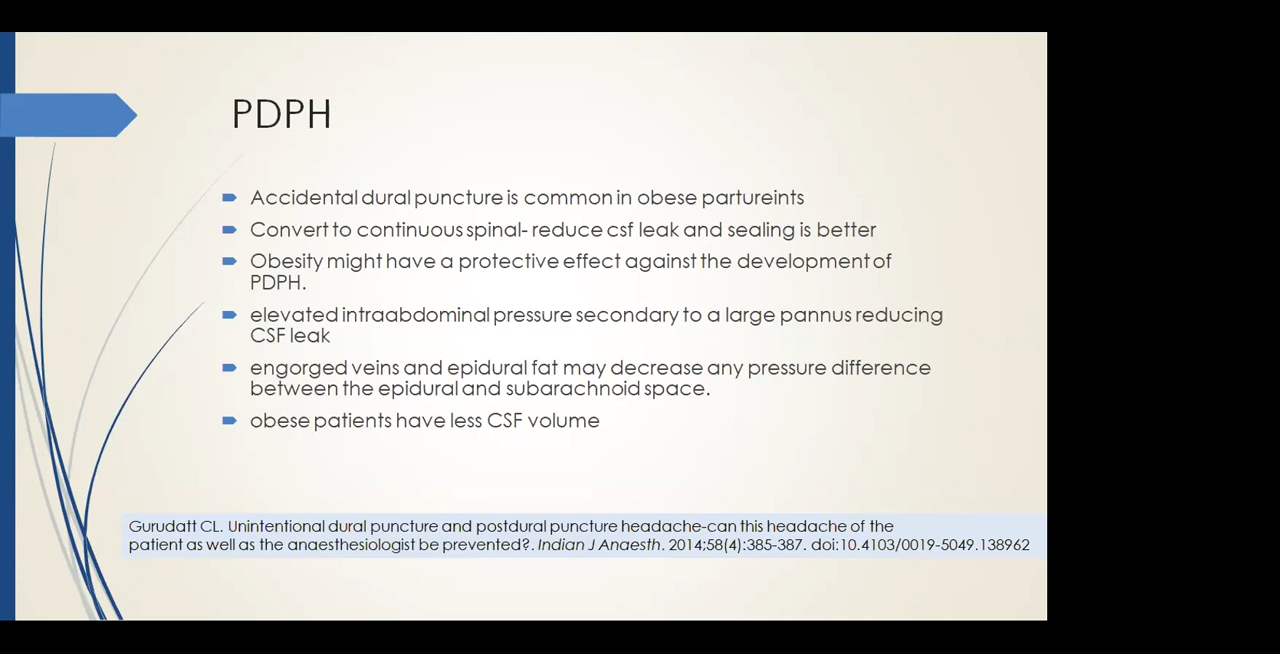 PDPH
Accidental dural puncture is common in obese partureints
Convert to continuous spinal- reduce csf leak and sealing is better
Obesity might have a protective effect against the development of
PDPH.
elevated intraabdominal pressure secondary to a large pannus reducing
CSF leak
engorged veins and epidural fat may decrease any pressure difference
between the epidural and subarachnoid space.
obese patients have less CSF volume
Gurudatt CL. Unintentional dural puncture and postdural puncture headache-can this headache of the
patient as well as the anaesthesiologist be prevented?. Indian J Anaesth. 2014;58(4):385-387. doi:10.4103/0019-5049.138962